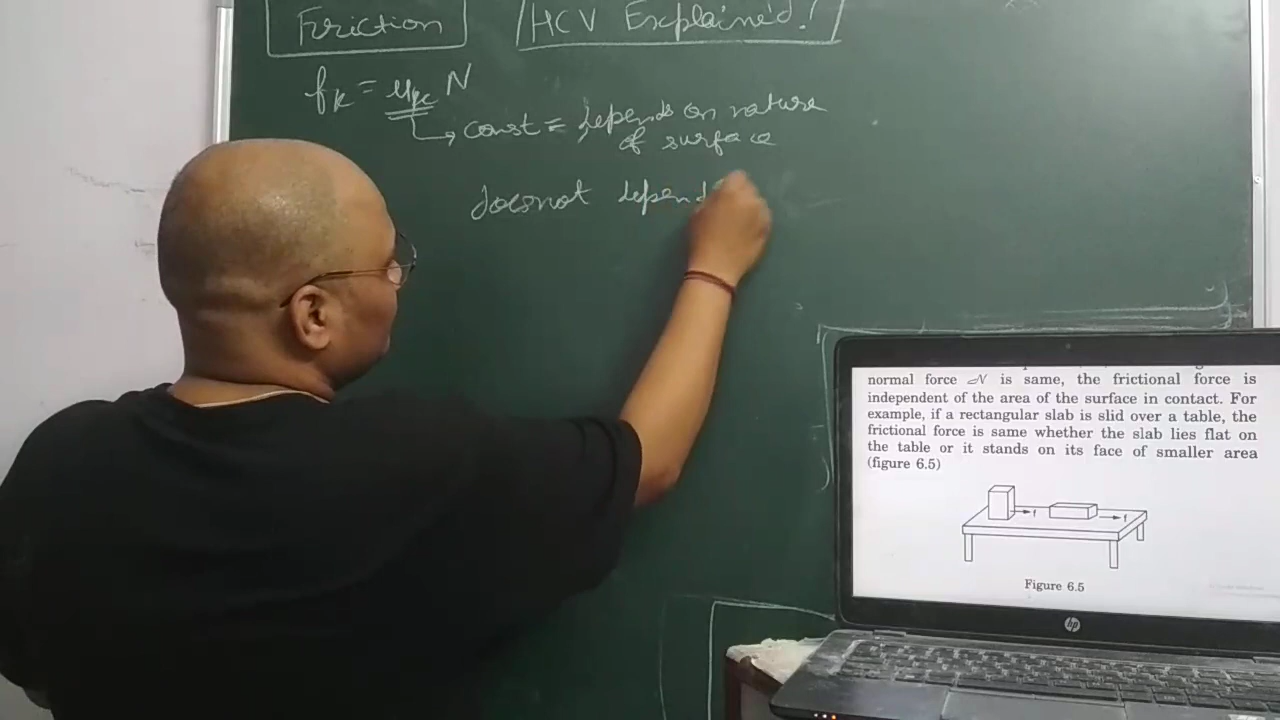 Friction
HCV Explained!
fk = μk N
const = depends on nature
of surface
does not depend
normal force N is same, the frictional force is
independent of the area of the surface in contact. For
example, if a rectangular slab is slid over a table, the
frictional force is same whether the slab lies flat on
the table or it stands on its face of smaller area
(figure 6.5)
f
f
Figure 6.5
hp